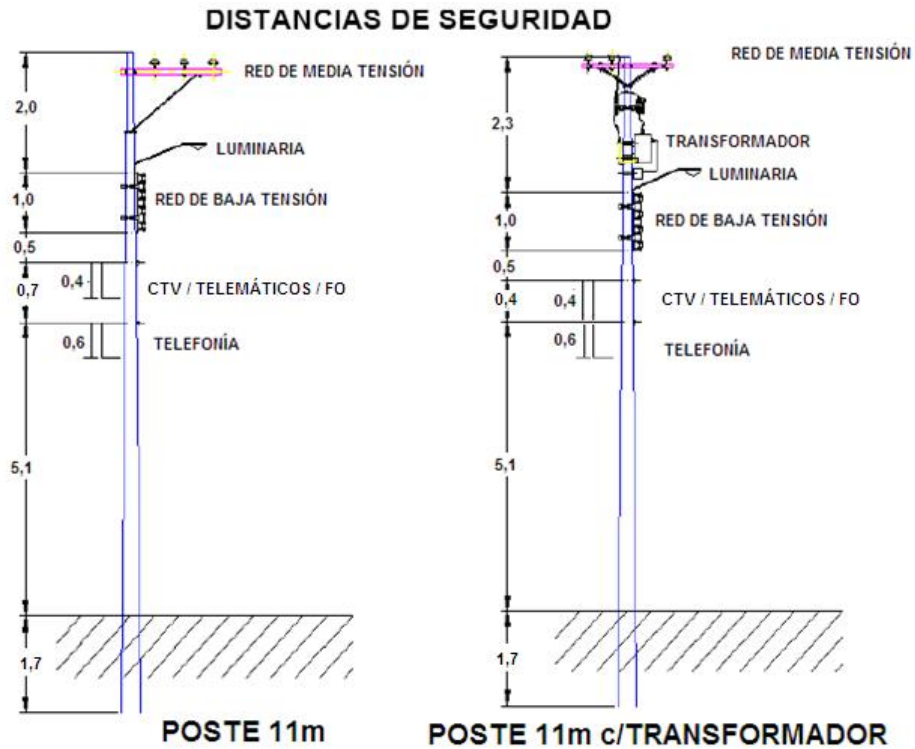 DISTANCIAS DE SEGURIDAD
RED DE MEDIA TENSIÓN
2,0
LUMINARIA
1,0
RED DE BAJA TENSIÓN
0,5
0,4
0,7
CTV / TELEMÁTICOS / FO
0,6
TELEFONÍA
5,1
1,7
POSTE 11m
RED DE MEDIA TENSIÓN
2,3
TRANSFORMADOR
LUMINARIA
1,0
RED DE BAJA TENSIÓN
0,5
0,4
0,4
CTV / TELEMÁTICOS / FO
0,6
TELEFONÍA
5,1
1,7
POSTE 11m c/TRANSFORMADOR